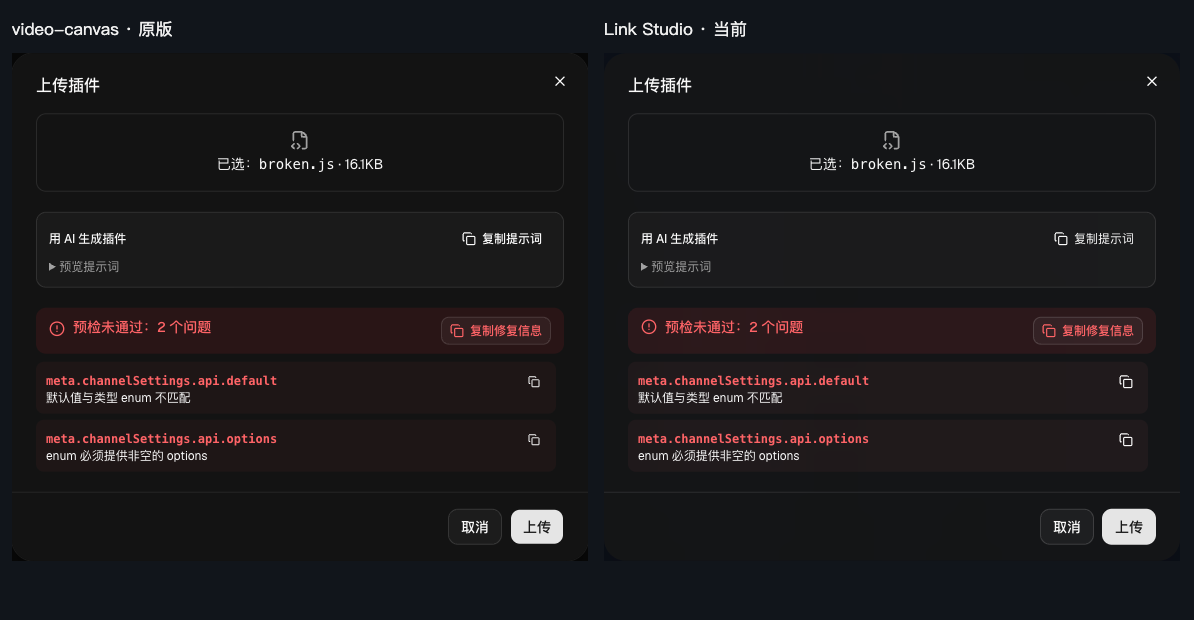 video-canvas · 原版
上传插件
已选：broken.js · 16.1KB
用 AI 生成插件
复制提示词
预览提示词
预检未通过：2 个问题
复制修复信息
meta.channelSettings.api.default
默认值与类型 enum 不匹配
meta.channelSettings.api.options
enum 必须提供非空的 options
取消
上传
Link Studio · 当前
上传插件
已选：broken.js · 16.1KB
用 AI 生成插件
复制提示词
预览提示词
预检未通过：2 个问题
复制修复信息
meta.channelSettings.api.default
默认值与类型 enum 不匹配
meta.channelSettings.api.options
enum 必须提供非空的 options
取消
上传